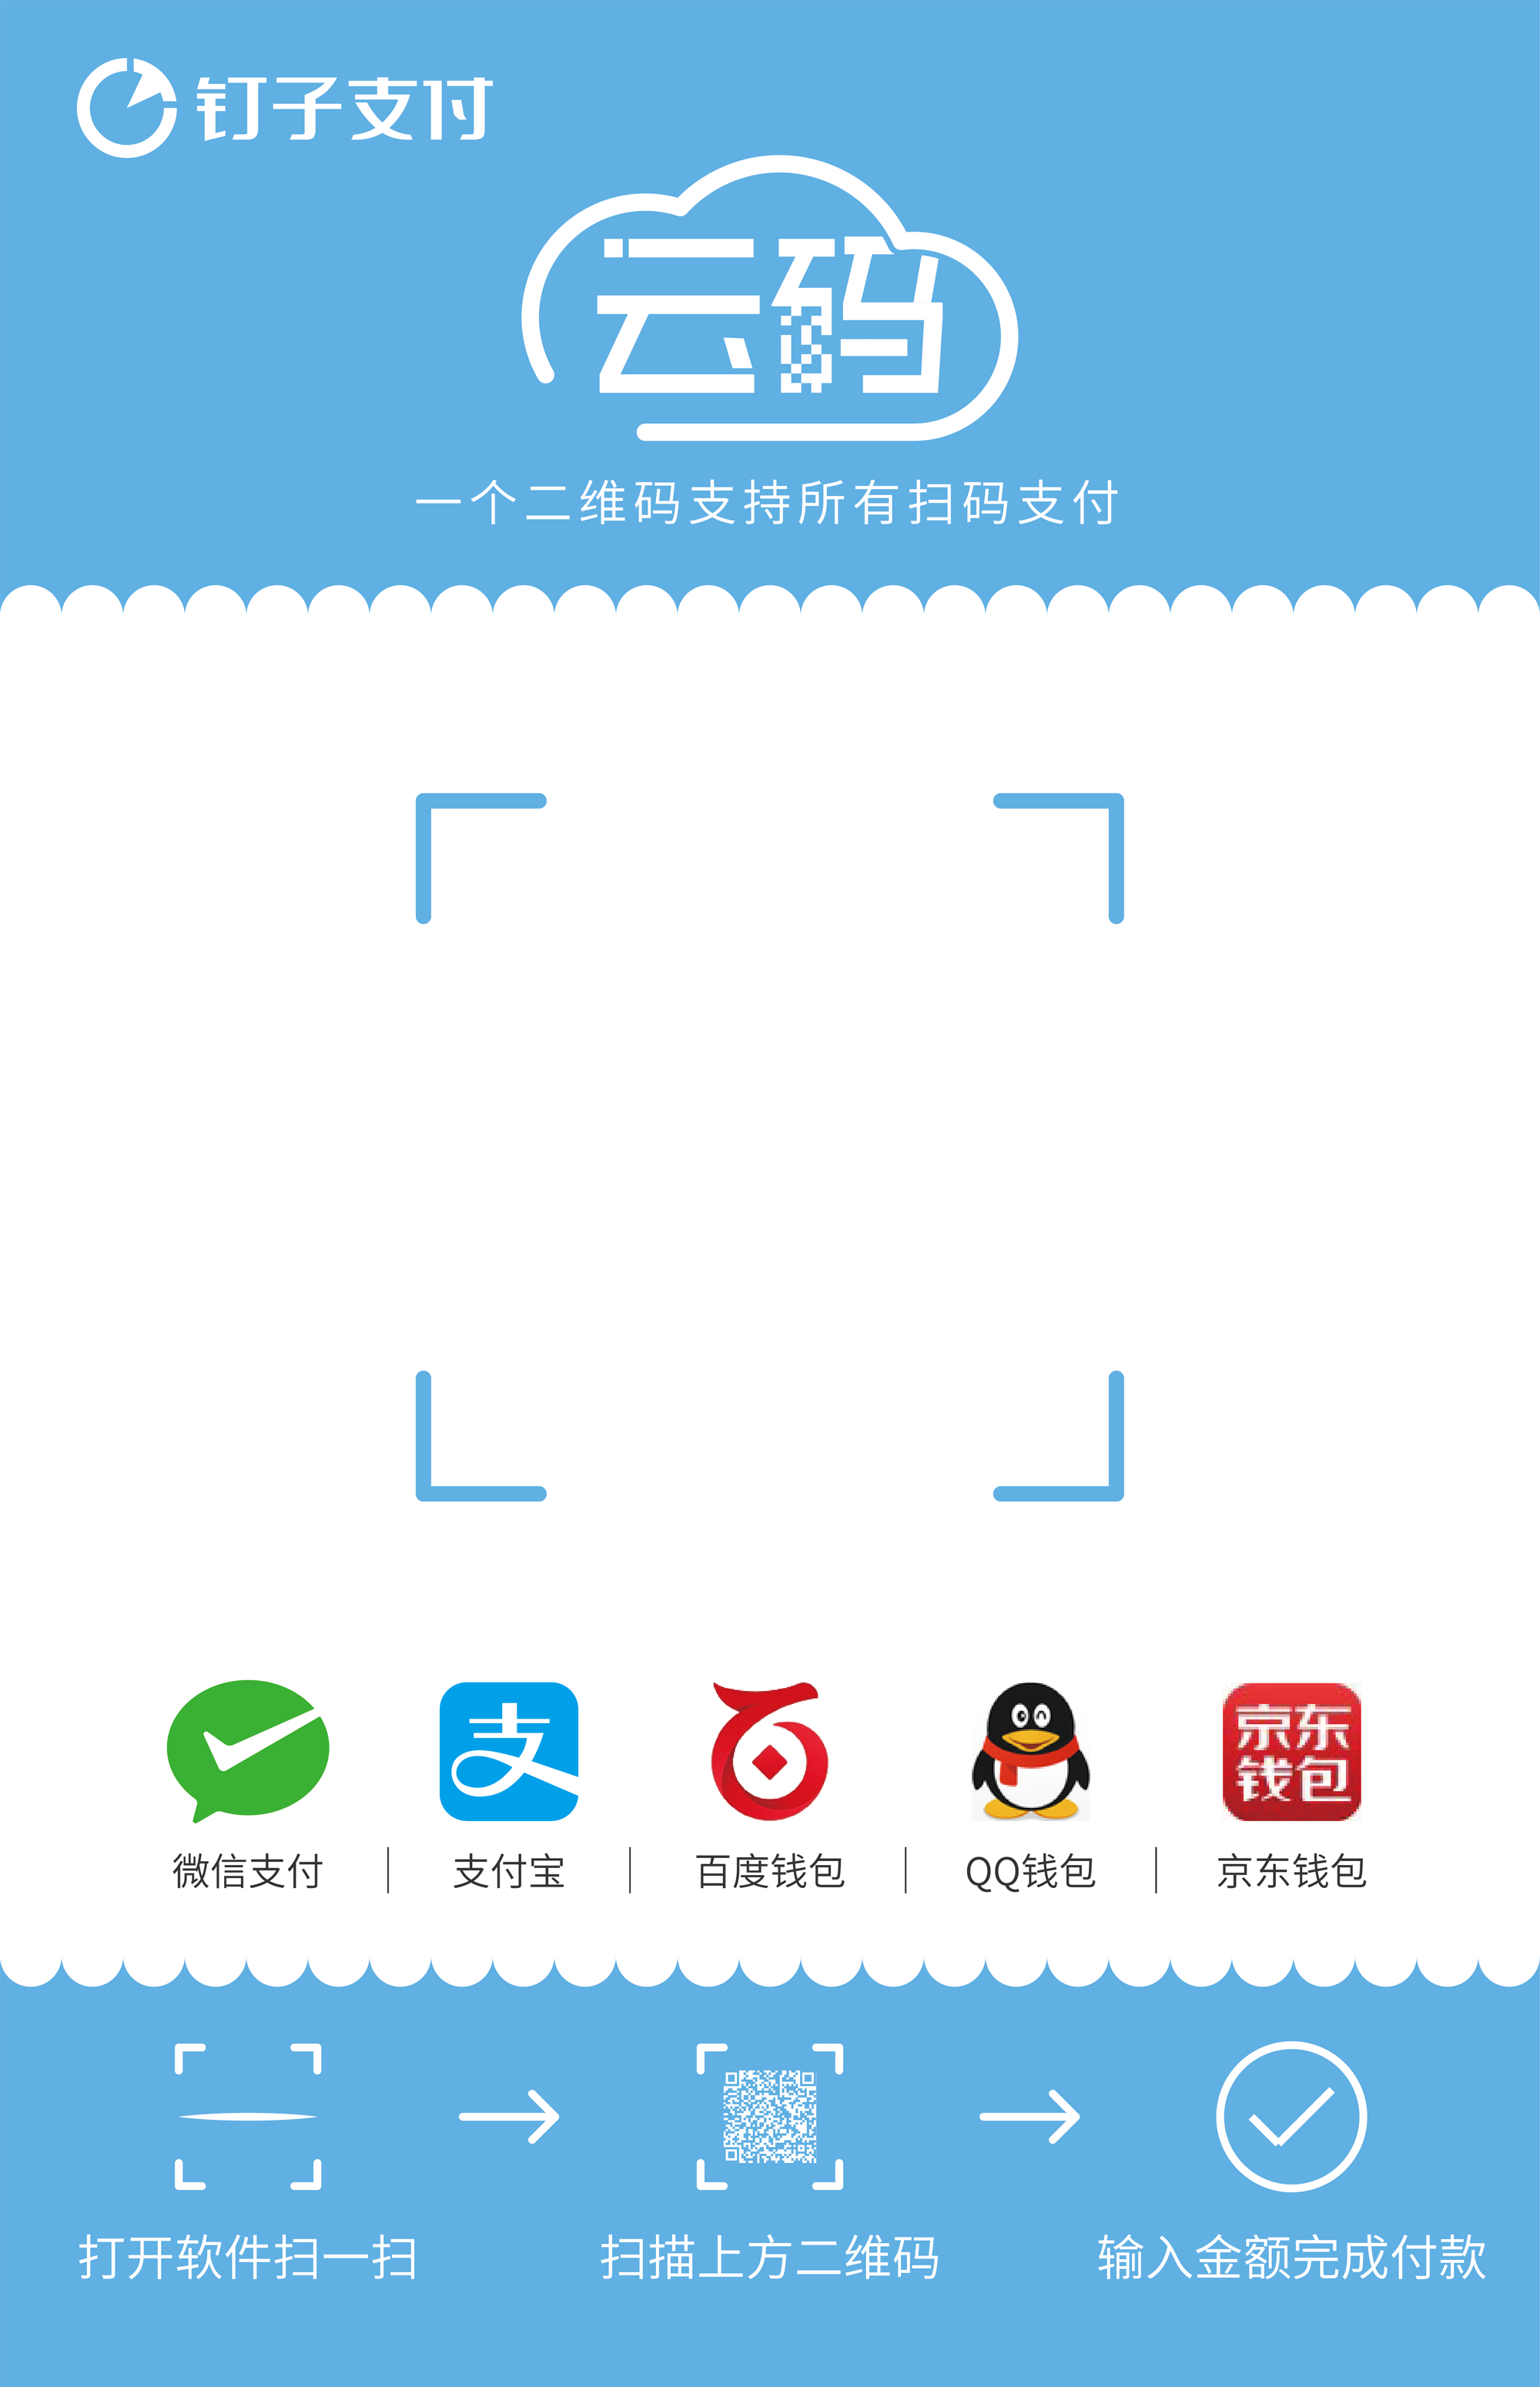 钉子支付
云码
一个二维码支持所有扫码支付
支
京东
钱包
微信支付 支付宝 百度钱包 QQ钱包 京东钱包
打开软件扫一扫 扫描上方二维码 输入金额完成付款